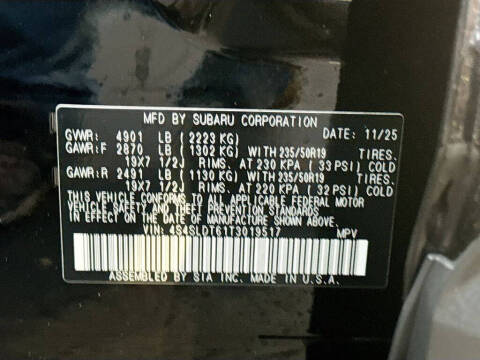 MFD BY SUBARU CORPORATION
GVWR: 4901 LB (2223 KG) DATE: 11/25
GAWR:F 2870 LB (1302 KG) WITH 235/50R19 TIRES.
19X7 1/2J RIMS. AT 230 KPA (33 PSI) COLD
GAWR:R 2491 LB (1130 KG) WITH 235/50R19 TIRES.
19X7 1/2J RIMS. AT 220 KPA (32 PSI) COLD
THIS VEHICLE CONFORMS TO ALL APPLICABLE FEDERAL MOTOR
VEHICLE SAFETY AND THEFT PREVENTION STANDARDS
IN EFFECT ON THE DATE OF MANUFACTURE SHOWN ABOVE.
VIN: 4S4SLDT61T3019517 MPV
ASSEMBLED BY SIA INC. IN U.S.A.